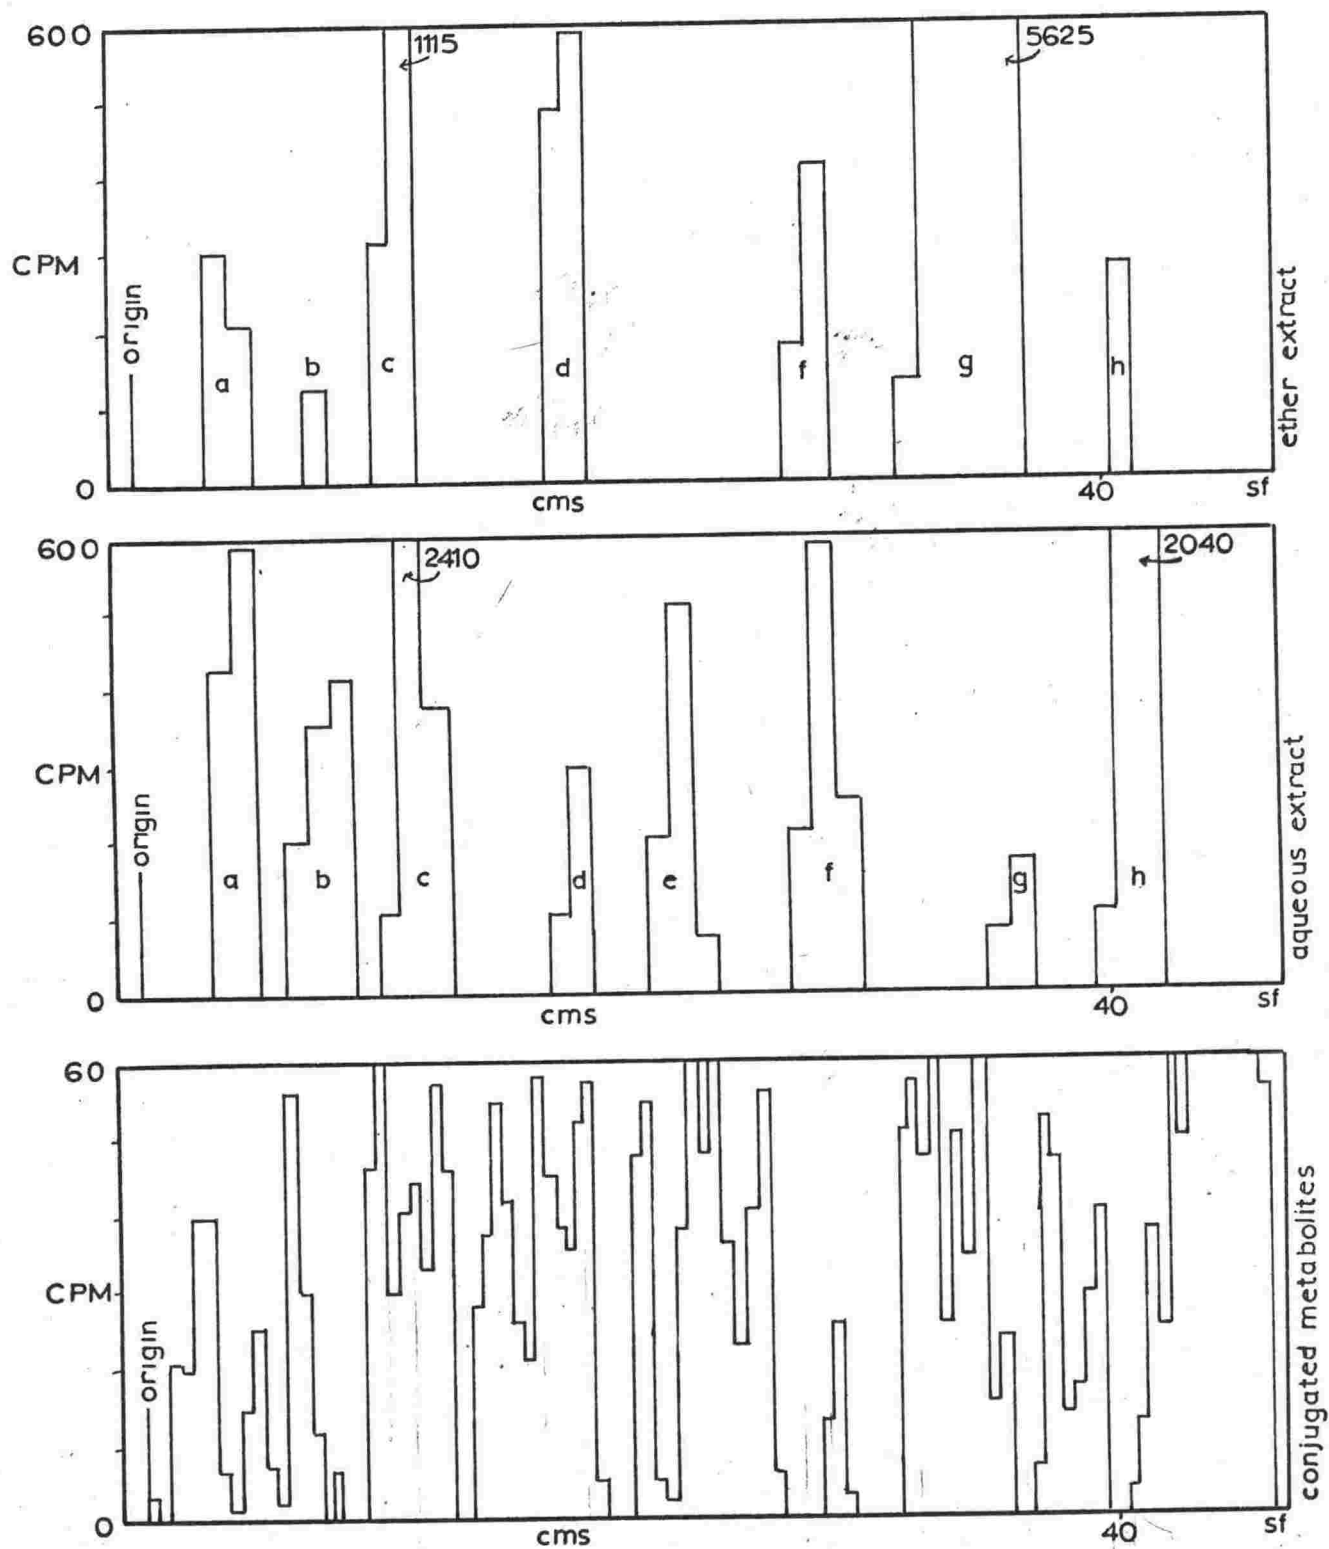 600
1115
5625
CPM
origin
a
b
c
d
f
g
h
ether extract
0
cms
40
sf
600
2410
2040
CPM
origin
a
b
c
d
e
f
g
h
aqueous extract
0
cms
40
sf
60
CPM
origin
conjugated metabolites
0
cms
40
sf